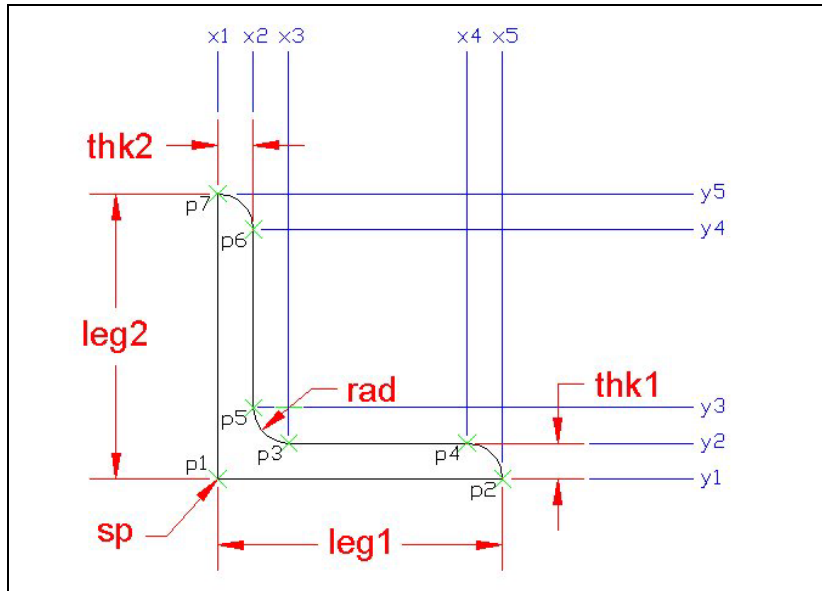 x1 x2 x3 x4 x5
thk2
p7
y5
p6
y4
leg2
rad
thk1
p5
y3
p3
p4
y2
p1
p2
y1
sp
leg1